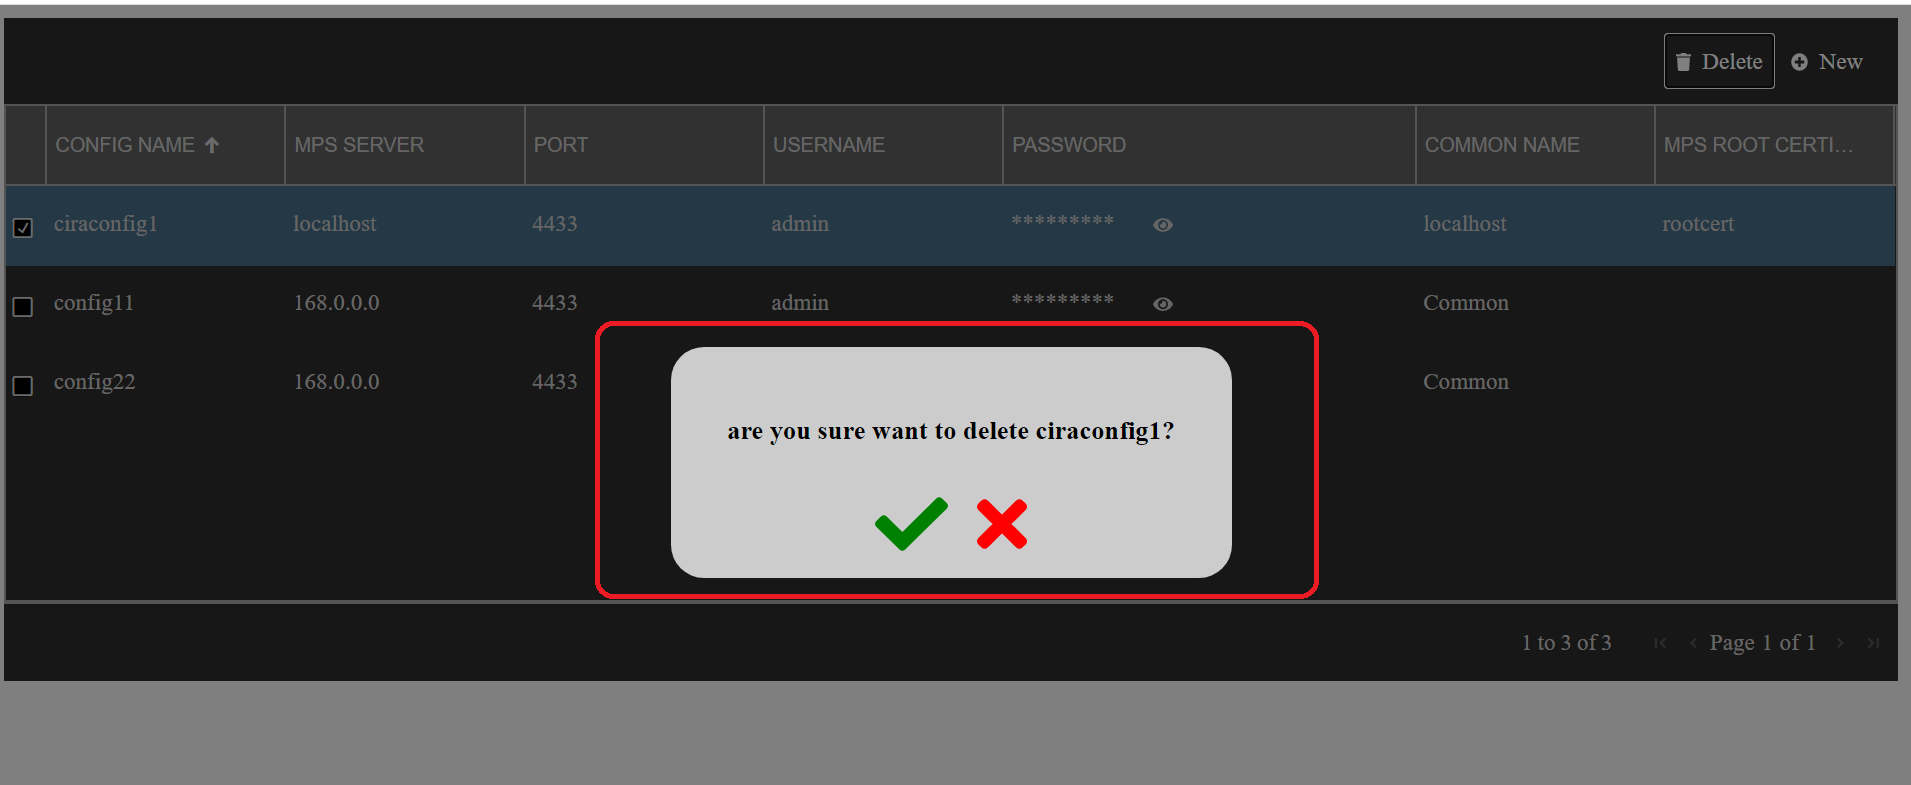 Delete New
CONFIG NAME MPS SERVER PORT USERNAME PASSWORD COMMON NAME MPS ROOT CERTI...
ciraconfig1 localhost 4433 admin ********* localhost rootcert
config11 168.0.0.0 4433 admin ********* Common
config22 168.0.0.0 4433 Common
are you sure want to delete ciraconfig1?
1 to 3 of 3 Page 1 of 1